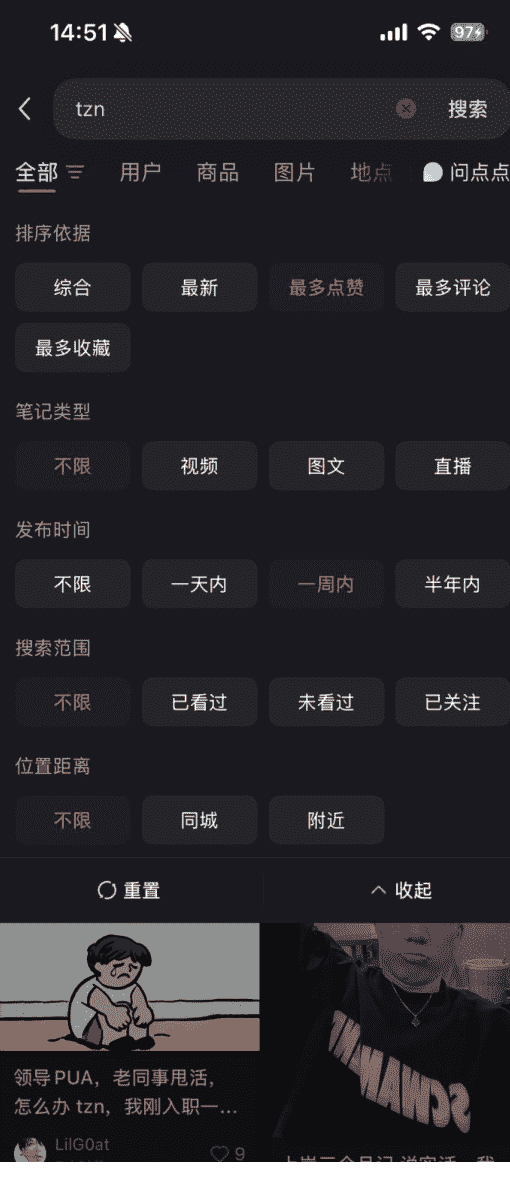 14:51
97
tzn
搜索
全部 用户 商品 图片 地点 问点点
排序依据
综合 最新 最多点赞 最多评论
最多收藏
笔记类型
不限 视频 图文 直播
发布时间
不限 一天内 一周内 半年内
搜索范围
不限 已看过 未看过 已关注
位置距离
不限 同城 附近
重置 收起
领导PUA，老同事甩活，
怎么办 tzn，我刚入职一...
LilG0at 9